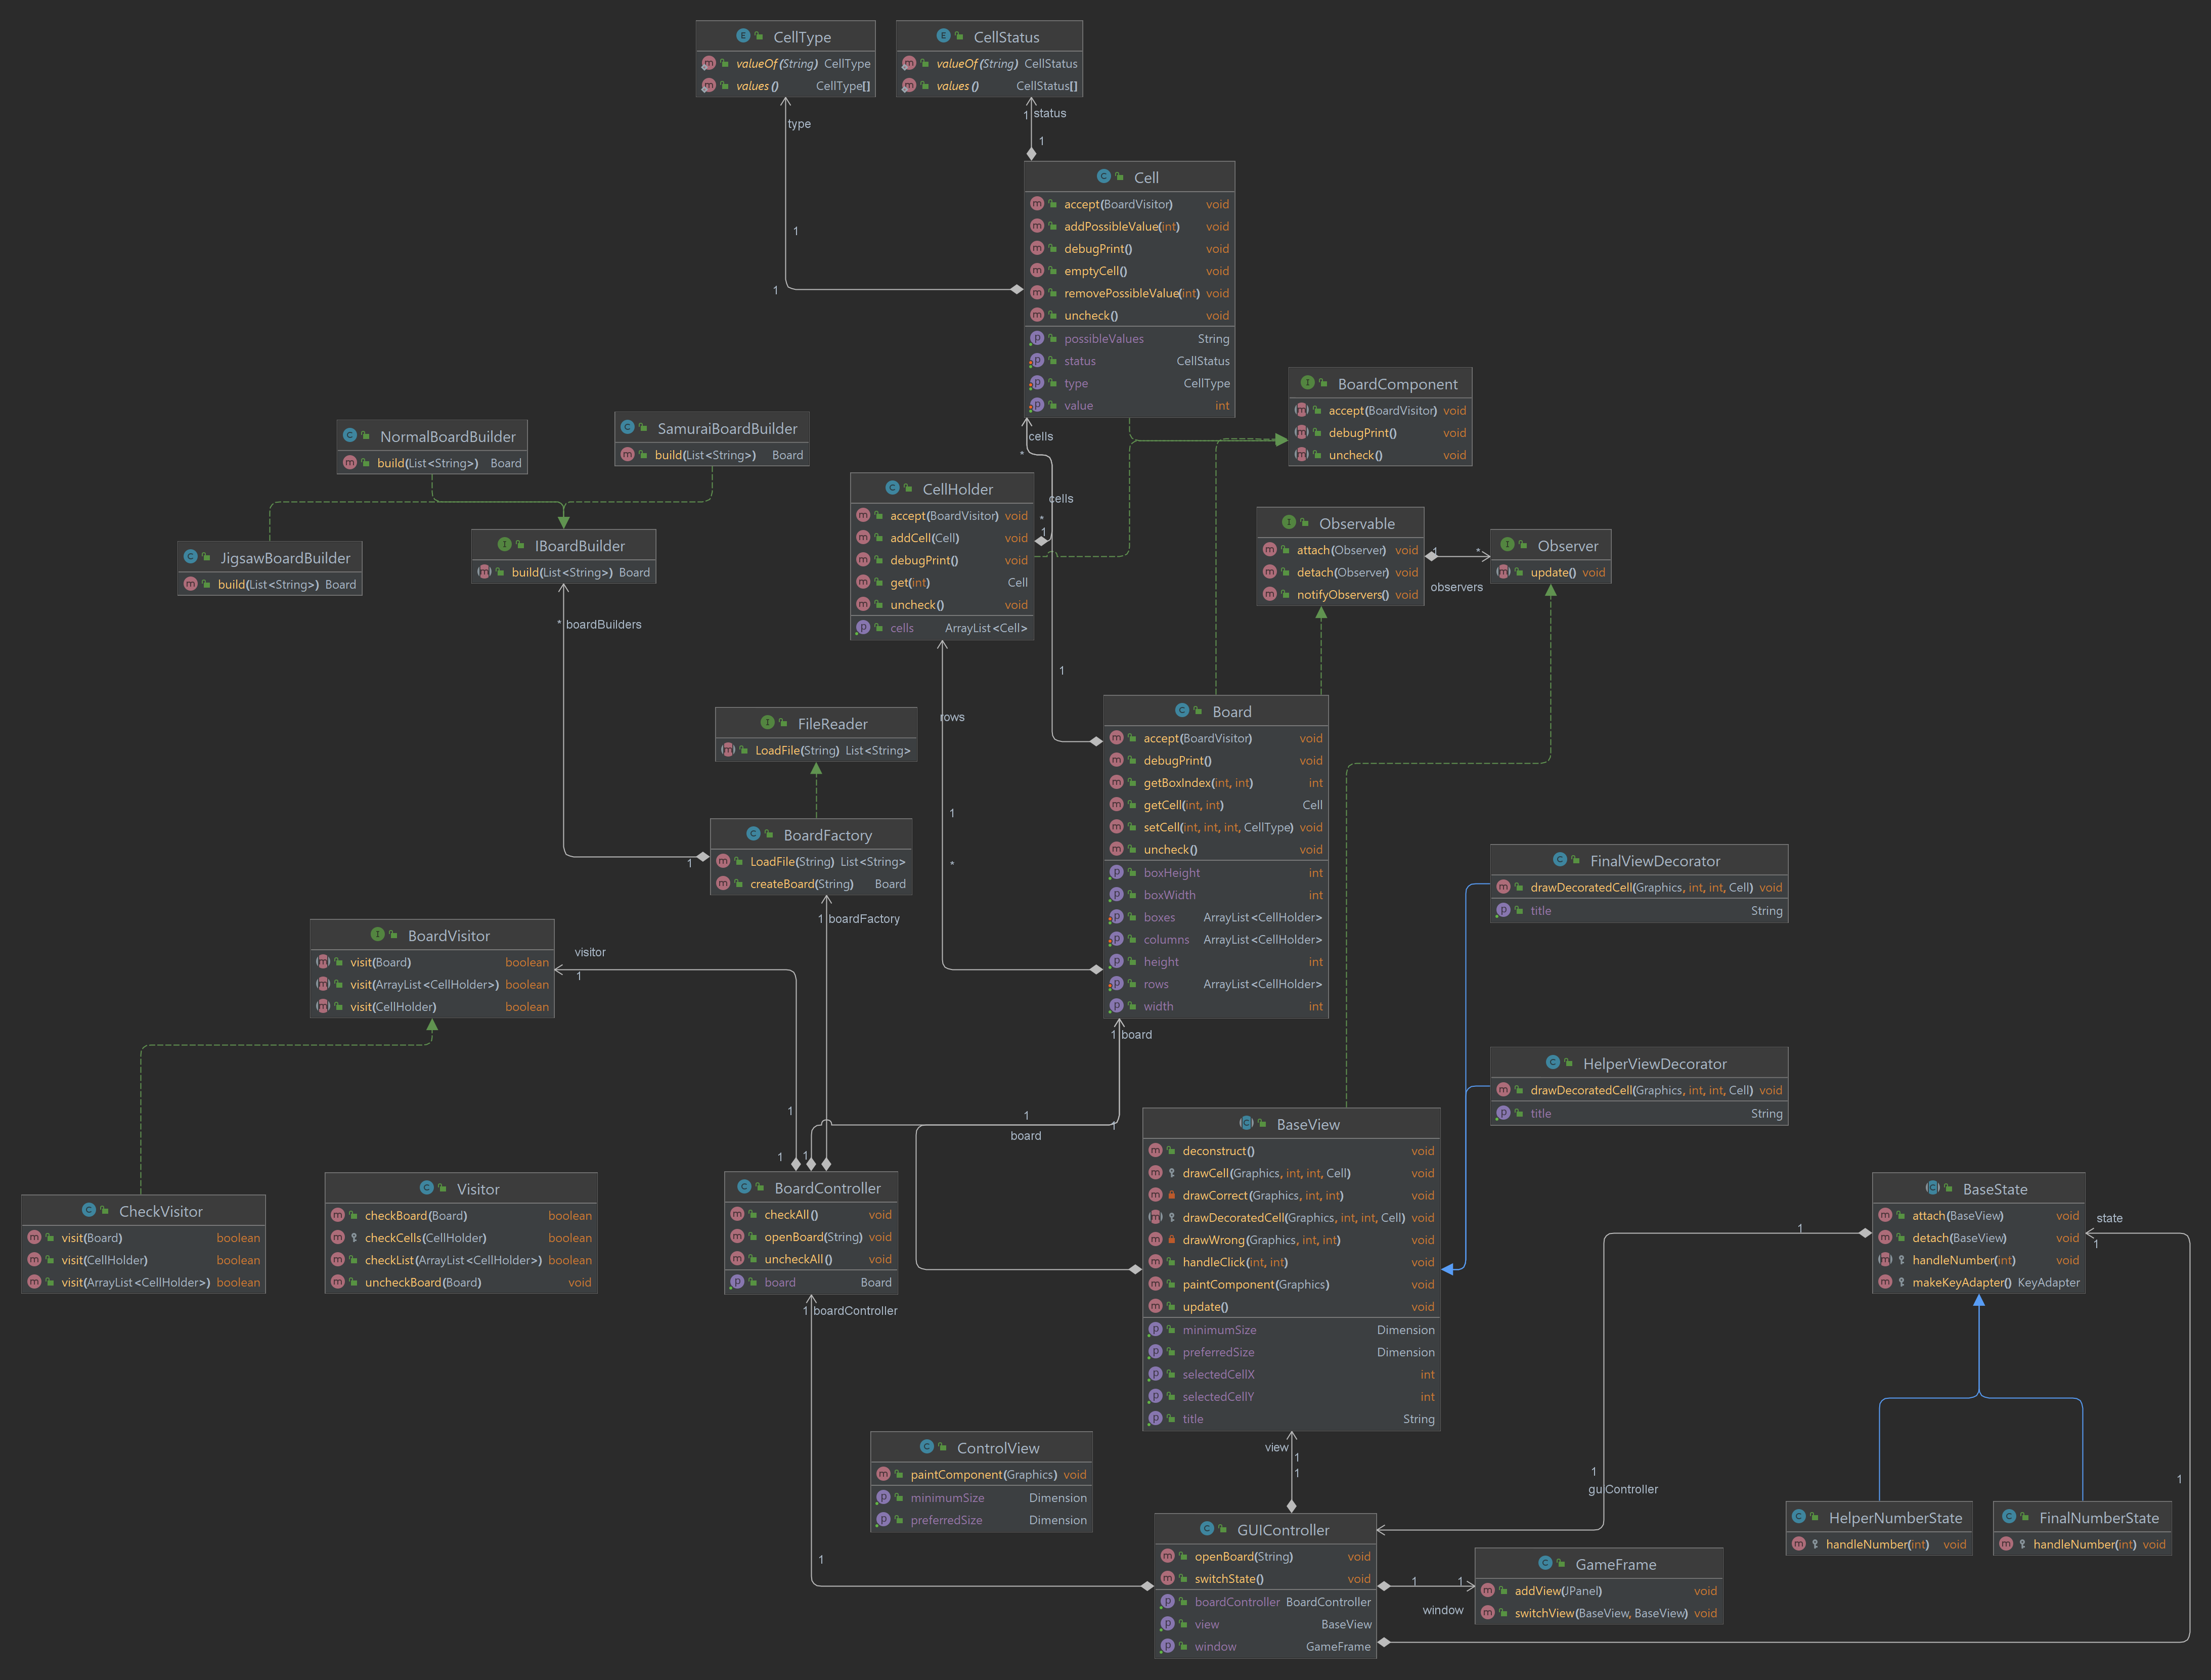 CellType
valueOf(String) CellType
values() CellType[]
CellStatus
valueOf(String) CellStatus
values() CellStatus[]
type
1
1
status
1
1
Cell
accept(BoardVisitor) void
addPossibleValue(int) void
debugPrint() void
emptyCell() void
removePossibleValue(int) void
uncheck() void
possibleValues String
status CellStatus
type CellType
value int
BoardComponent
accept(BoardVisitor) void
debugPrint() void
uncheck() void
NormalBoardBuilder
build(List<String>) Board
SamuraiBoardBuilder
build(List<String>) Board
JigsawBoardBuilder
build(List<String>) Board
IBoardBuilder
build(List<String>) Board
* boardBuilders
1
cells
*
cells
*
1
1
CellHolder
accept(BoardVisitor) void
addCell(Cell) void
debugPrint() void
get(int) Cell
uncheck() void
cells ArrayList<Cell>
Observable
attach(Observer) void
detach(Observer) void
notifyObservers() void
1
*
observers
Observer
update() void
rows
1
*
FileReader
LoadFile(String) List<String>
BoardFactory
LoadFile(String) List<String>
createBoard(String) Board
1 boardFactory
Board
accept(BoardVisitor) void
debugPrint() void
getBoxIndex(int, int) int
getCell(int, int) Cell
setCell(int, int, int, CellType) void
uncheck() void
boxHeight int
boxWidth int
boxes ArrayList<CellHolder>
columns ArrayList<CellHolder>
height int
rows ArrayList<CellHolder>
width int
1 board
FinalViewDecorator
drawDecoratedCell(Graphics, int, int, Cell) void
title String
HelperViewDecorator
drawDecoratedCell(Graphics, int, int, Cell) void
title String
BoardVisitor
visit(Board) boolean
visit(ArrayList<CellHolder>) boolean
visit(CellHolder) boolean
visitor
1
1
1
1
1
board
1
CheckVisitor
visit(Board) boolean
visit(CellHolder) boolean
visit(ArrayList<CellHolder>) boolean
Visitor
checkBoard(Board) boolean
checkCells(CellHolder) boolean
checkList(ArrayList<CellHolder>) boolean
uncheckBoard(Board) void
BoardController
checkAll() void
openBoard(String) void
uncheckAll() void
board Board
1 boardController
1
BaseView
deconstruct() void
drawCell(Graphics, int, int, Cell) void
drawCorrect(Graphics, int, int) void
drawDecoratedCell(Graphics, int, int, Cell) void
drawWrong(Graphics, int, int) void
handleClick(int, int) void
paintComponent(Graphics) void
update() void
minimumSize Dimension
preferredSize Dimension
selectedCellX int
selectedCellY int
title String
view
1
1
BaseState
attach(BaseView) void
detach(BaseView) void
handleNumber(int) void
makeKeyAdapter() KeyAdapter
1
state
1
1
1
guiController
ControlView
paintComponent(Graphics) void
minimumSize Dimension
preferredSize Dimension
GUIController
openBoard(String) void
switchState() void
boardController BoardController
view BaseView
window GameFrame
1
1
window
GameFrame
addView(JPanel) void
switchView(BaseView, BaseView) void
HelperNumberState
handleNumber(int) void
FinalNumberState
handleNumber(int) void